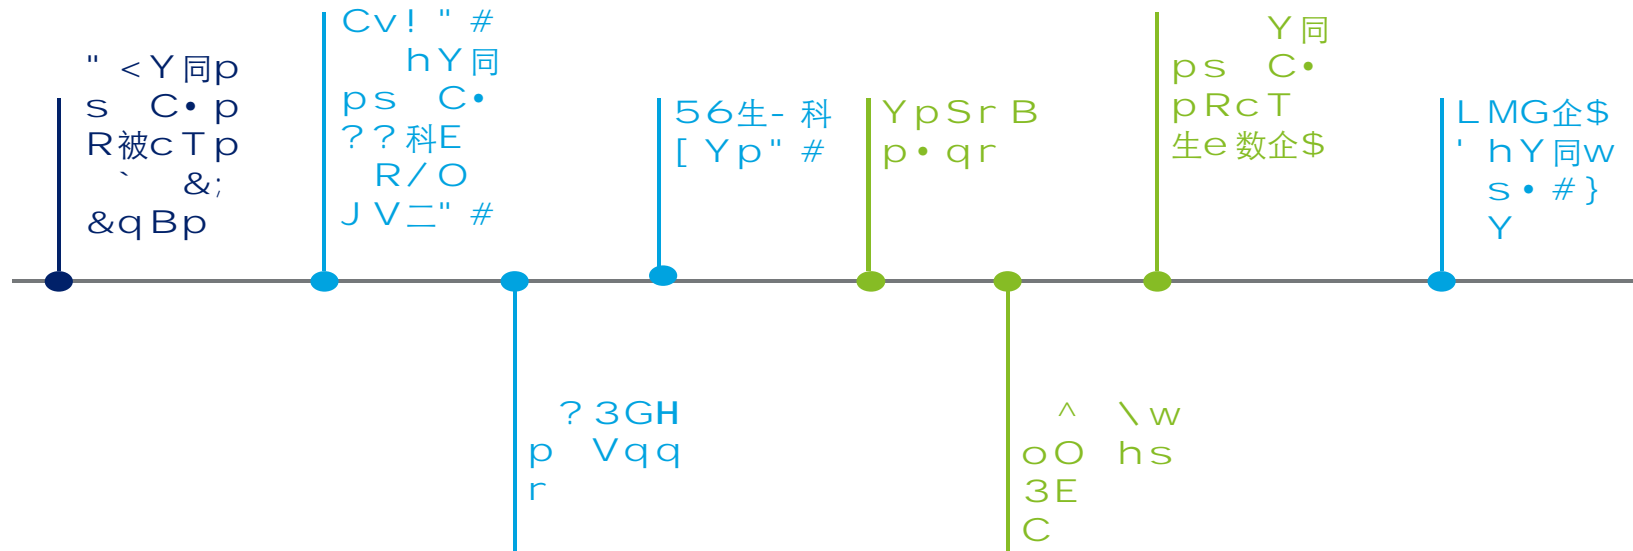 "<Y同p
s C•p
R被cTp
` &;
&qBp
Cv!"#
hY同
ps C•
??科E
R/O
JV二"#
?3GH
p Vqq
r
56生-科
[Yp"#
YpSrB
p•qr
^ \w
oO hs
3E
C
Y同
ps C•
pRcT
生e数企$
LMG企$
'hY同w
s•#}
Y